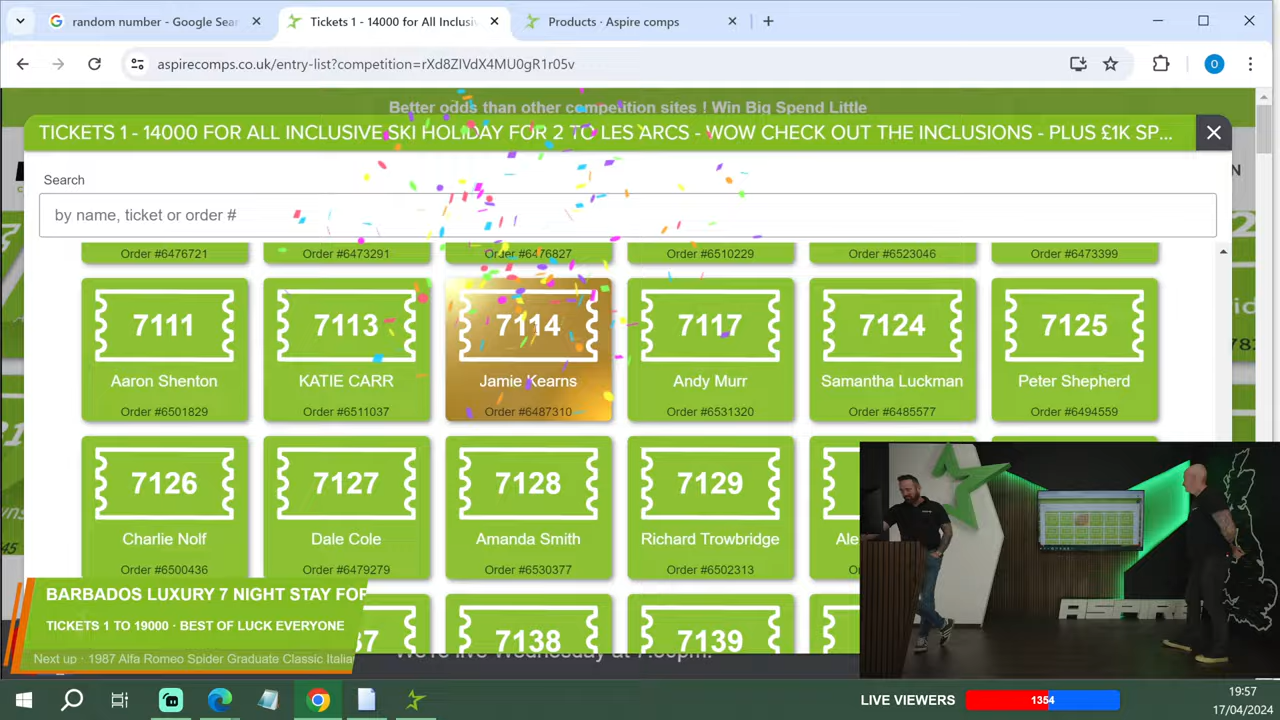 random number - Google Sear
Tickets 1 - 14000 for All Inclusiv
Products · Aspire comps
aspirecomps.co.uk/entry-list?competition=rXd8ZIVdX4MU0gR1r05v
O
Better odds than other competition sites ! Win Big Spend Little
TICKETS 1 - 14000 FOR ALL INCLUSIVE SKI HOLIDAY FOR 2 TO LES ARCS - WOW CHECK OUT THE INCLUSIONS - PLUS £1K SP...
Search
by name, ticket or order #
Order #6476721 Order #6473291 Order #6476827 Order #6510229 Order #6523046 Order #6473399
7111 7113 7114 7117 7124 7125
Aaron Shenton KATIE CARR Jamie Kearns Andy Murr Samantha Luckman Peter Shepherd
Order #6501829 Order #6511037 Order #6487310 Order #6531320 Order #6485577 Order #6494559
7126 7127 7128 7129
Charlie Nolf Dale Cole Amanda Smith Richard Trowbridge Ale
Order #6500436 Order #6479279 Order #6530377 Order #6502313
7138 7139
BARBADOS LUXURY 7 NIGHT STAY FOR
TICKETS 1 TO 19000 · BEST OF LUCK EVERYONE
Next up · 1987 Alfa Romeo Spider Graduate Classic Italia
We're live Wednesday at 7:30pm!
ASPIRE
LIVE VIEWERS 1354
19:57
17/04/2024